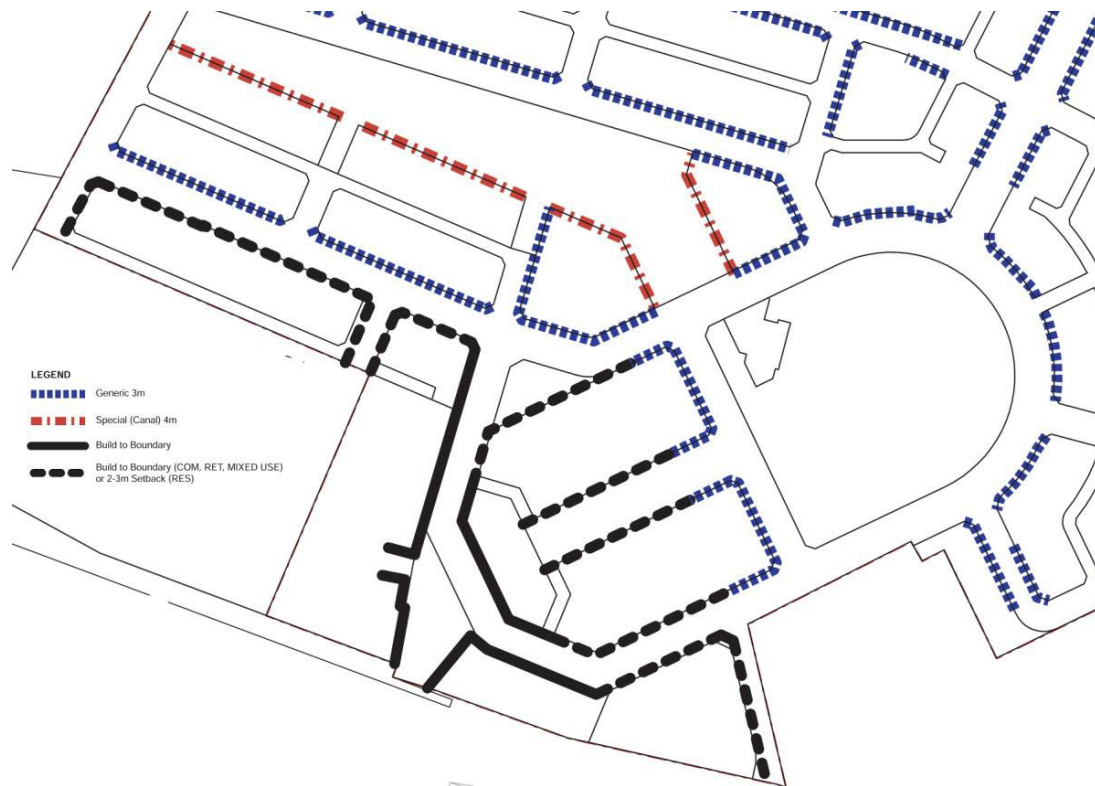 LEGEND
Generic 3m
Special (Canal) 4m
Build to Boundary
Build to Boundary (COM, RET, MIXED USE)
or 2-3m Setback (RES)